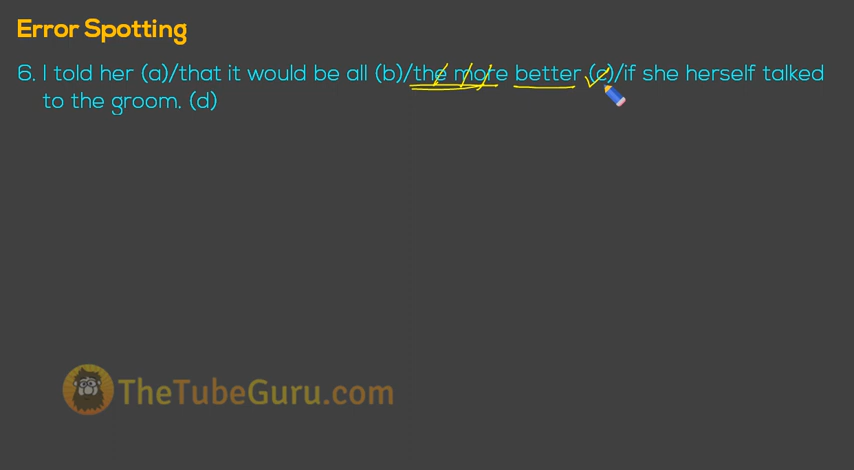 Error Spotting
6. I told her (a)/that it would be all (b)/the more better (c)/if she herself talked
to the groom. (d)
TheTubeGuru.com